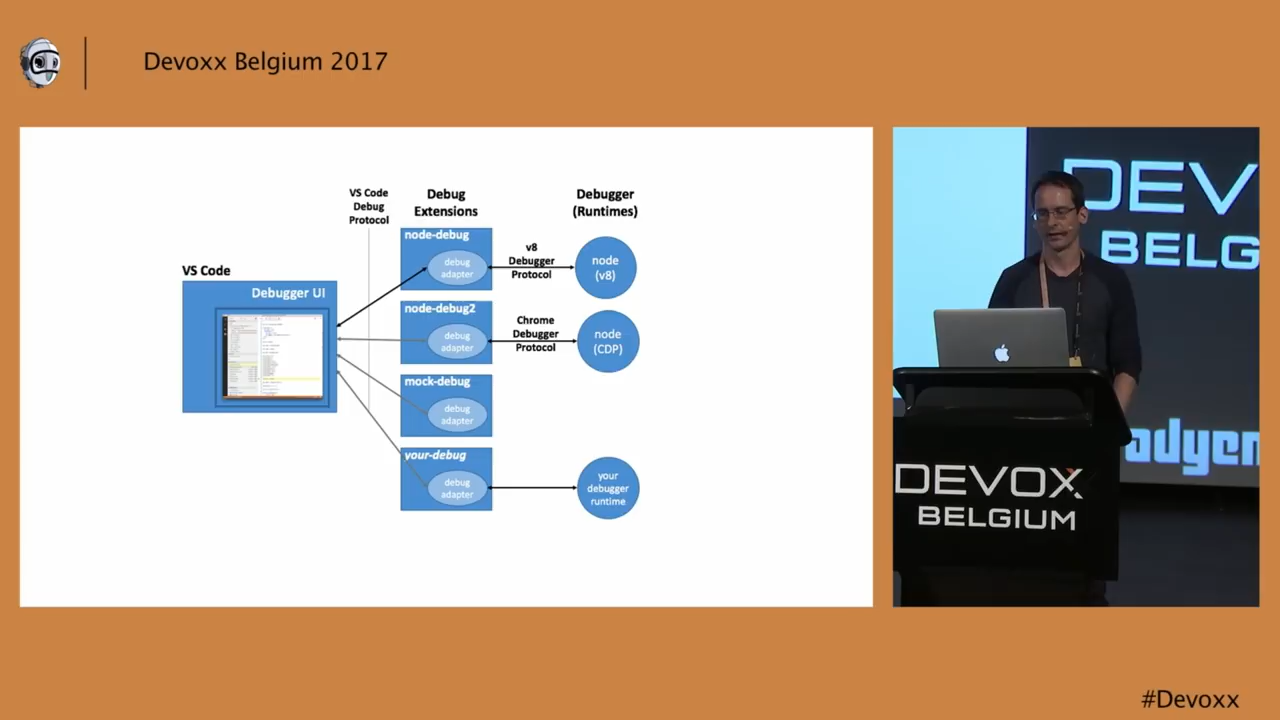 Devoxx Belgium 2017
VS Code
Debug
Protocol
Debug
Extensions
Debugger
(Runtimes)
node-debug
debug
adapter
v8
Debugger
Protocol
node
(v8)
VS Code
Debugger UI
node-debug2
debug
adapter
Chrome
Debugger
Protocol
node
(CDP)
mock-debug
debug
adapter
your-debug
debug
adapter
your
debugger
runtime
DEV
BELG
adyen
DEVOXX
BELGIUM
#Devoxx